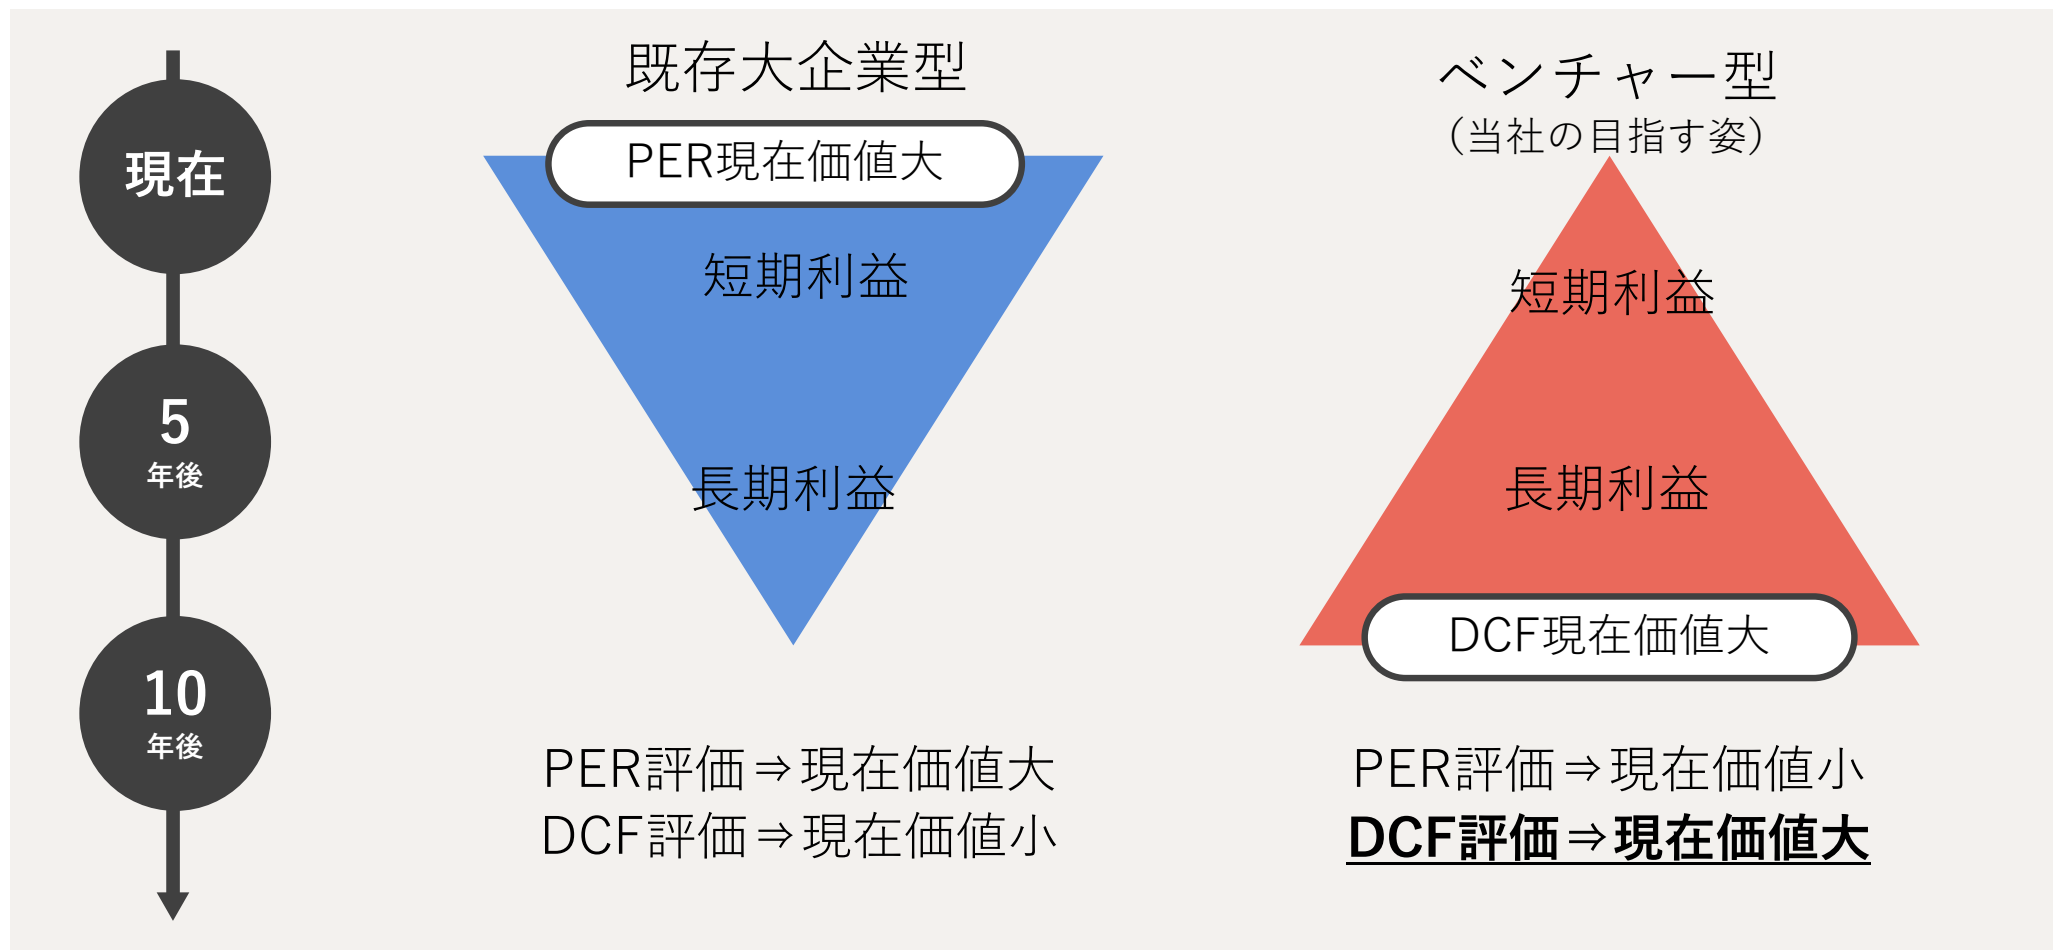 現在
5
年後
10
年後
既存大企業型
PER現在価値大
短期利益
長期利益
PER評価⇒現在価値大
DCF評価⇒現在価値小
ベンチャー型
（当社の目指す姿）
短期利益
長期利益
DCF現在価値大
PER評価⇒現在価値小
DCF評価⇒現在価値大